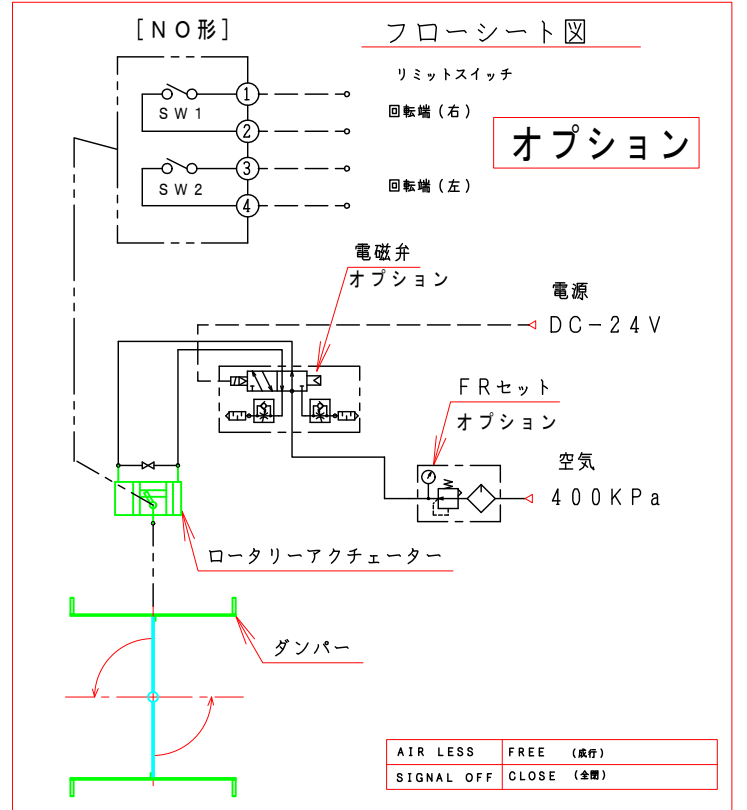 [NO形]
フローシート図
リミットスイッチ
①
SW1
回転端(右)
②
オプション
③
SW2
回転端(左)
④
電磁弁
オプション
電源
DC-24V
FRセット
オプション
空気
400KPa
ロータリーアクチェーター
ダンパー
AIR LESS FREE (成行)
SIGNAL OFF CLOSE (全閉)